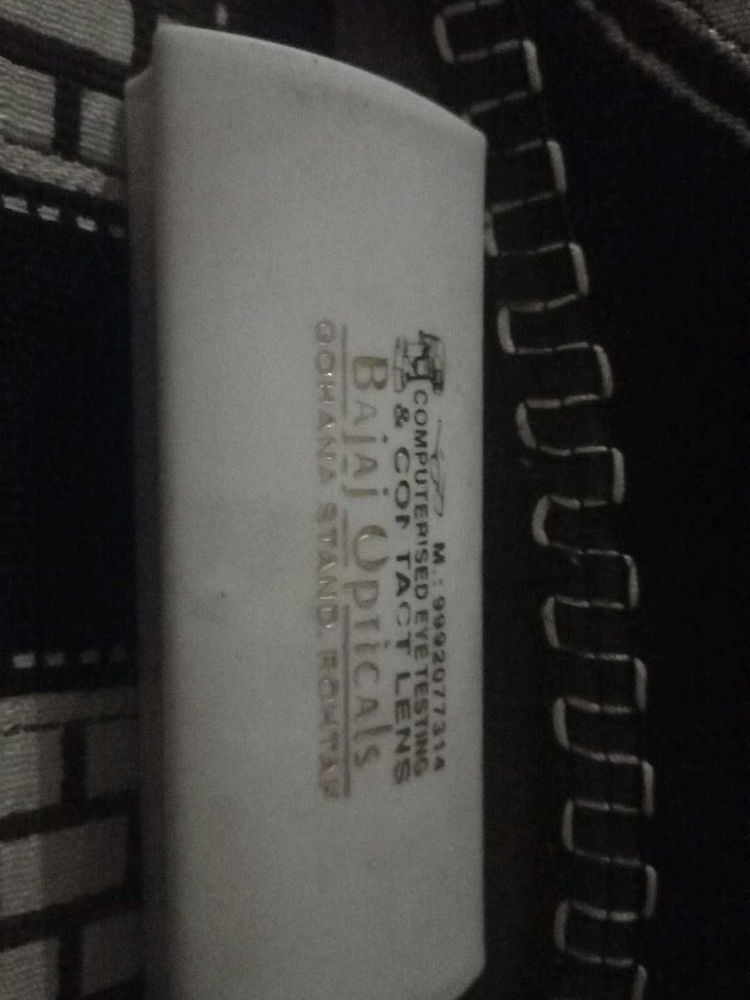 M.: 9992077314
COMPUTERISED EYE TESTING
& CONTACT LENS
Bajaj Opticals
GOHANA STAND, ROHTAK